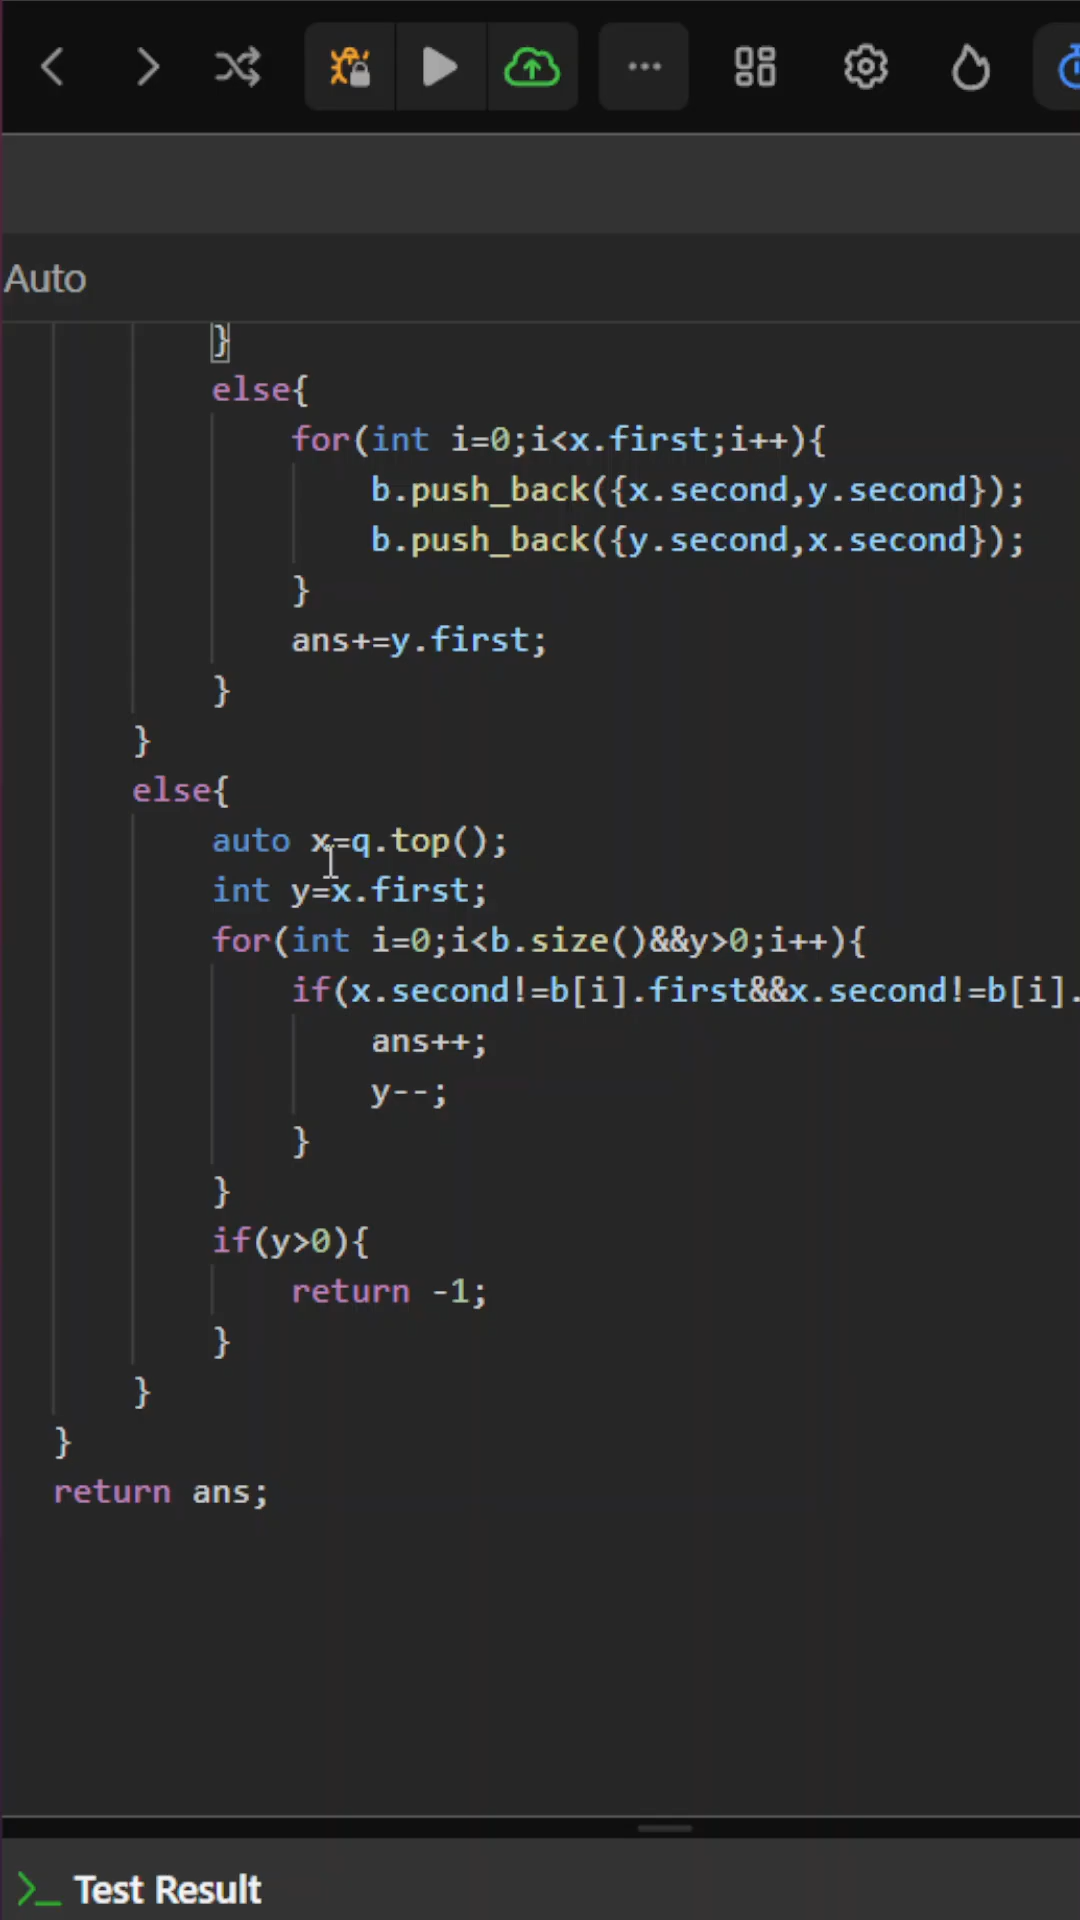 Auto
}
else{
for(int i=0;i<x.first;i++){
b.push_back({x.second,y.second});
b.push_back({y.second,x.second});
}
ans+=y.first;
}
}
else{
auto x=q.top();
int y=x.first;
for(int i=0;i<b.size()&&y>0;i++){
if(x.second!=b[i].first&&x.second!=b[i].
ans++;
y--;
}
}
if(y>0){
return -1;
}
}
}
return ans;
>_ Test Result